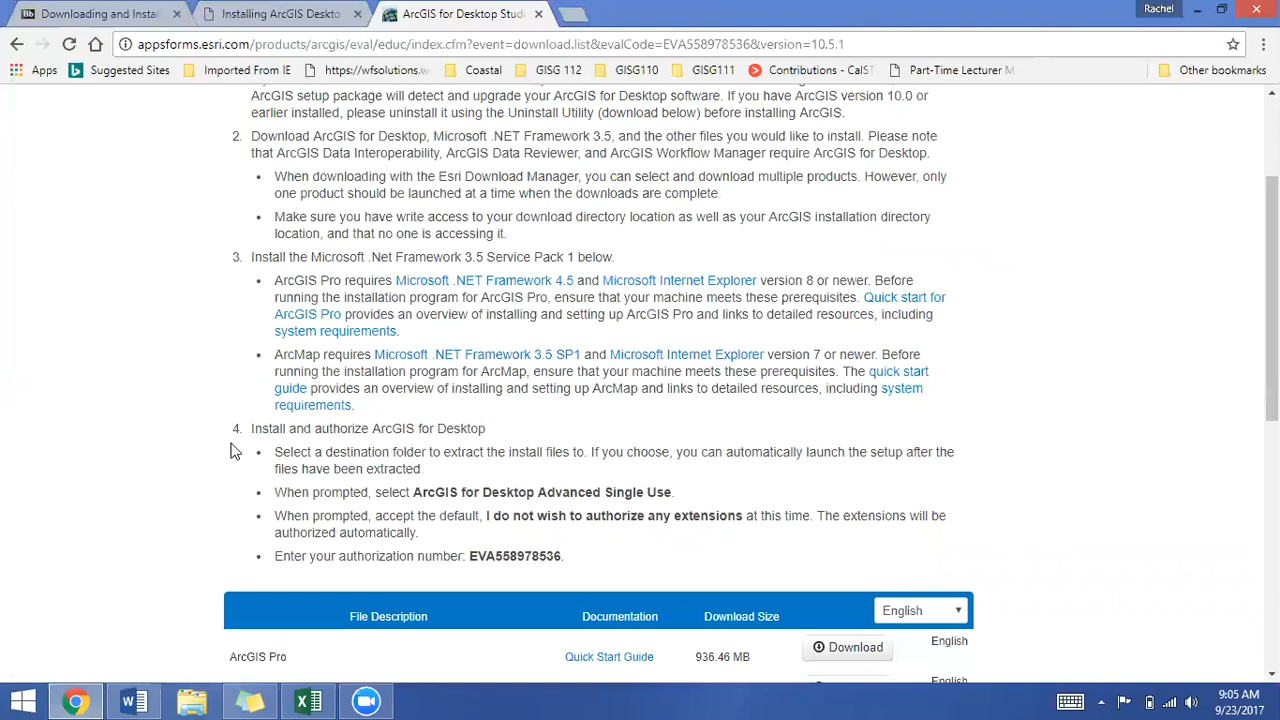 Downloading and Install
Installing ArcGIS Deskto
ArcGIS for Desktop Stud
Rachel
appsforms.esri.com/products/arcgis/eval/educ/index.cfm?event=download.list&evalCode=EVA558978536&version=10.5.1
Apps Suggested Sites Imported From IE https://wfsolutions.w Coastal GISG 112 GISG110 GISG111 Contributions - CalST Part-Time Lecturer M Other bookmarks
ArcGIS setup package will detect and upgrade your ArcGIS for Desktop software. If you have ArcGIS version 10.0 or
earlier installed, please uninstall it using the Uninstall Utility (download below) before installing ArcGIS.
2. Download ArcGIS for Desktop, Microsoft .NET Framework 3.5, and the other files you would like to install. Please note
that ArcGIS Data Interoperability, ArcGIS Data Reviewer, and ArcGIS Workflow Manager require ArcGIS for Desktop.
• When downloading with the Esri Download Manager, you can select and download multiple products. However, only
one product should be launched at a time when the downloads are complete.
• Make sure you have write access to your download directory location as well as your ArcGIS installation directory
location, and that no one is accessing it.
3. Install the Microsoft .Net Framework 3.5 Service Pack 1 below.
• ArcGIS Pro requires Microsoft .NET Framework 4.5 and Microsoft Internet Explorer version 8 or newer. Before
running the installation program for ArcGIS Pro, ensure that your machine meets these prerequisites. Quick start for
ArcGIS Pro provides an overview of installing and setting up ArcGIS Pro and links to detailed resources, including
system requirements.
• ArcMap requires Microsoft .NET Framework 3.5 SP1 and Microsoft Internet Explorer version 7 or newer. Before
running the installation program for ArcMap, ensure that your machine meets these prerequisites. The quick start
guide provides an overview of installing and setting up ArcMap and links to detailed resources, including system
requirements.
4. Install and authorize ArcGIS for Desktop
• Select a destination folder to extract the install files to. If you choose, you can automatically launch the setup after the
files have been extracted.
• When prompted, select ArcGIS for Desktop Advanced Single Use.
• When prompted, accept the default, I do not wish to authorize any extensions at this time. The extensions will be
authorized automatically.
• Enter your authorization number: EVA558978536.
File Description Documentation Download Size English
ArcGIS Pro Quick Start Guide 936.46 MB Download English
English
9:05 AM
9/23/2017